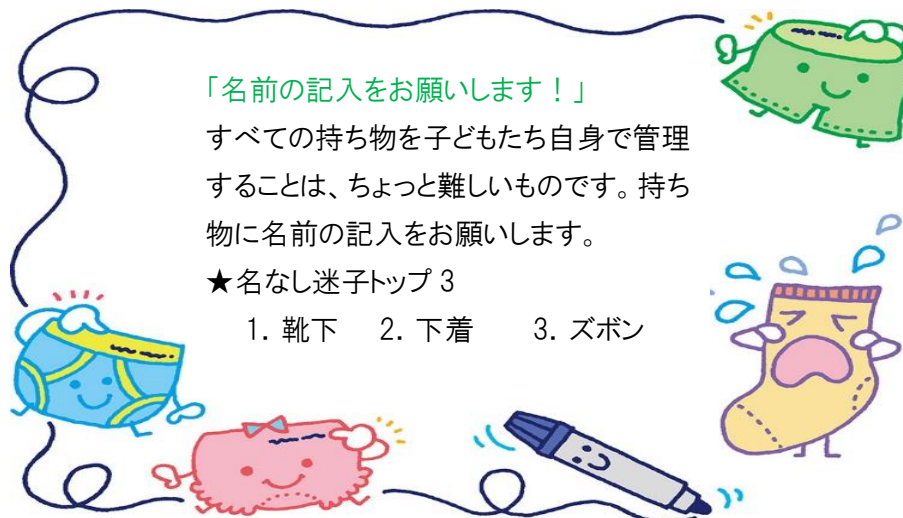 「名前の記入をお願いします！」
すべての持ち物を子どもたち自身で管理
することは、ちょっと難しいものです。持ち
物に名前の記入をお願いします。
★名なし迷子トップ 3
1．靴下　2．下着　　3．ズボン